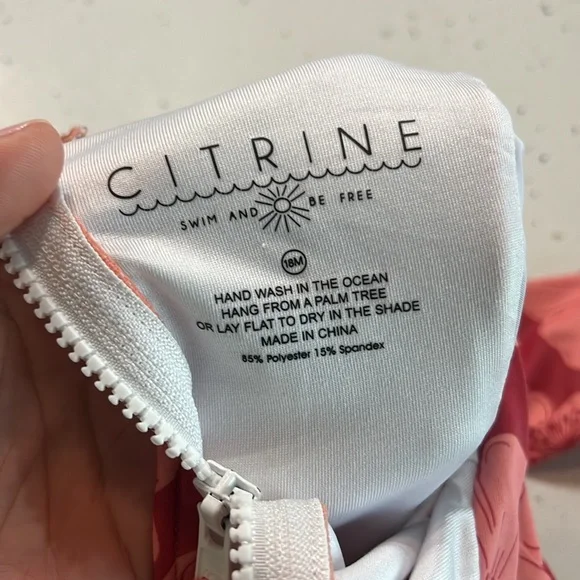 CITRINE
SWIM AND BE FREE
18M
HAND WASH IN THE OCEAN
HANG FROM A PALM TREE
OR LAY FLAT TO DRY IN THE SHADE
MADE IN CHINA
85% Polyester 15% Spandex